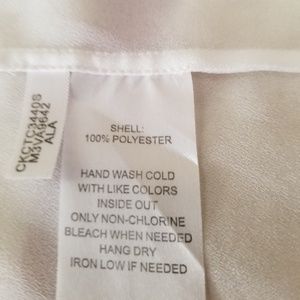 CKCTC3440S
M3VA9642
ALA
SHELL:
100% POLYESTER
HAND WASH COLD
WITH LIKE COLORS
INSIDE OUT
ONLY NON-CHLORINE
BLEACH WHEN NEEDED
HANG DRY
IRON LOW IF NEEDED